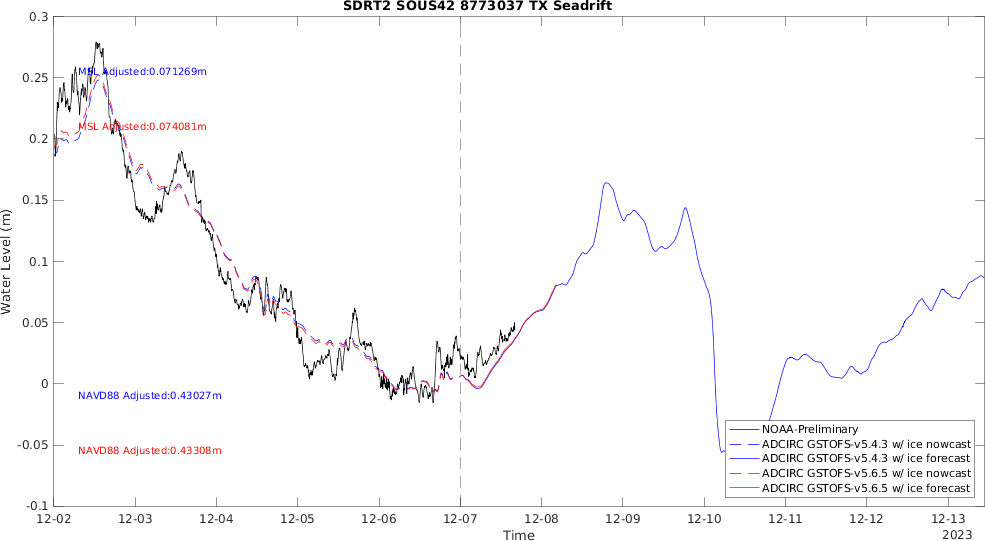 SDRT2 SOUS42 8773037 TX Seadrift
Water Level (m)
0.3
0.25
0.2
0.15
0.1
0.05
0
-0.05
-0.1
MSL Adjusted:0.071269m
MSL Adjusted:0.074081m
NAVD88 Adjusted:0.43027m
NAVD88 Adjusted:0.43308m
NOAA-Preliminary
ADCIRC GSTOFS-v5.4.3 w/ ice nowcast
ADCIRC GSTOFS-v5.4.3 w/ ice forecast
ADCIRC GSTOFS-v5.6.5 w/ ice nowcast
ADCIRC GSTOFS-v5.6.5 w/ ice forecast
12-02 12-03 12-04 12-05 12-06 12-07 12-08 12-09 12-10 12-11 12-12 12-13
2023
Time